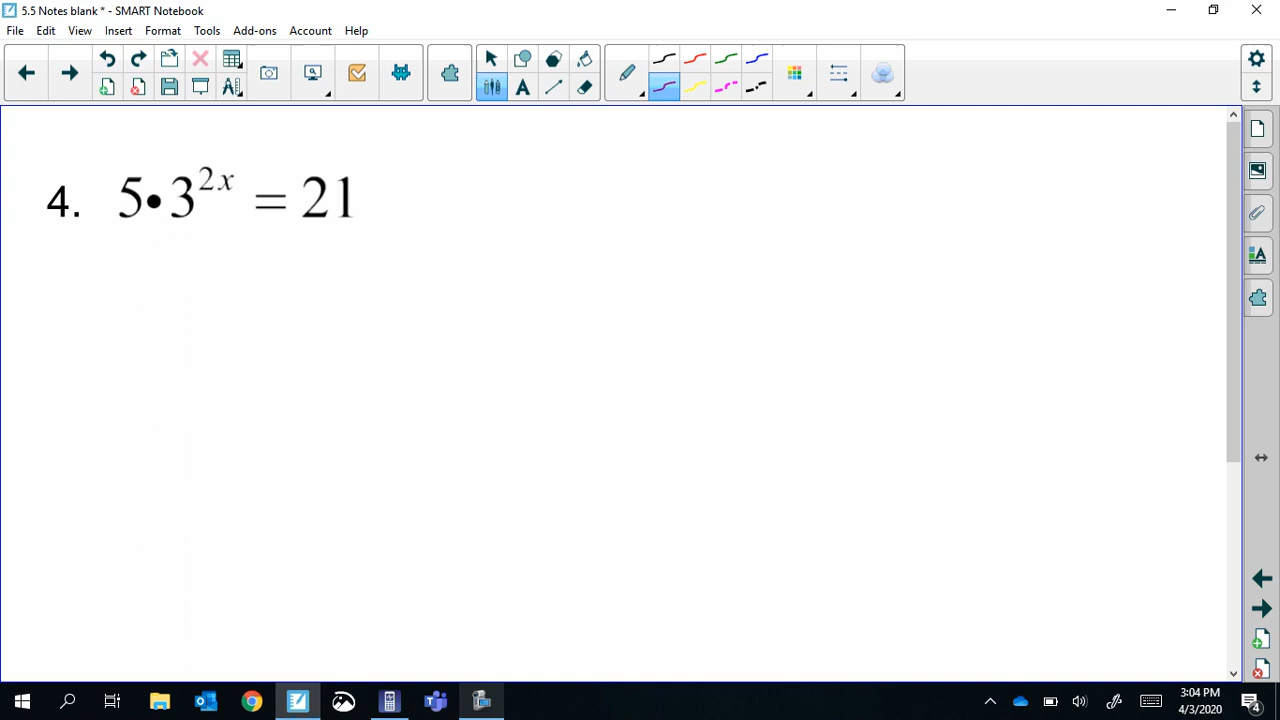 5.5 Notes blank * - SMART Notebook
File Edit View Insert Format Tools Add-ons Account Help
A
A
4. 5•3^{2x} = 21
3:04 PM
4/3/2020
4